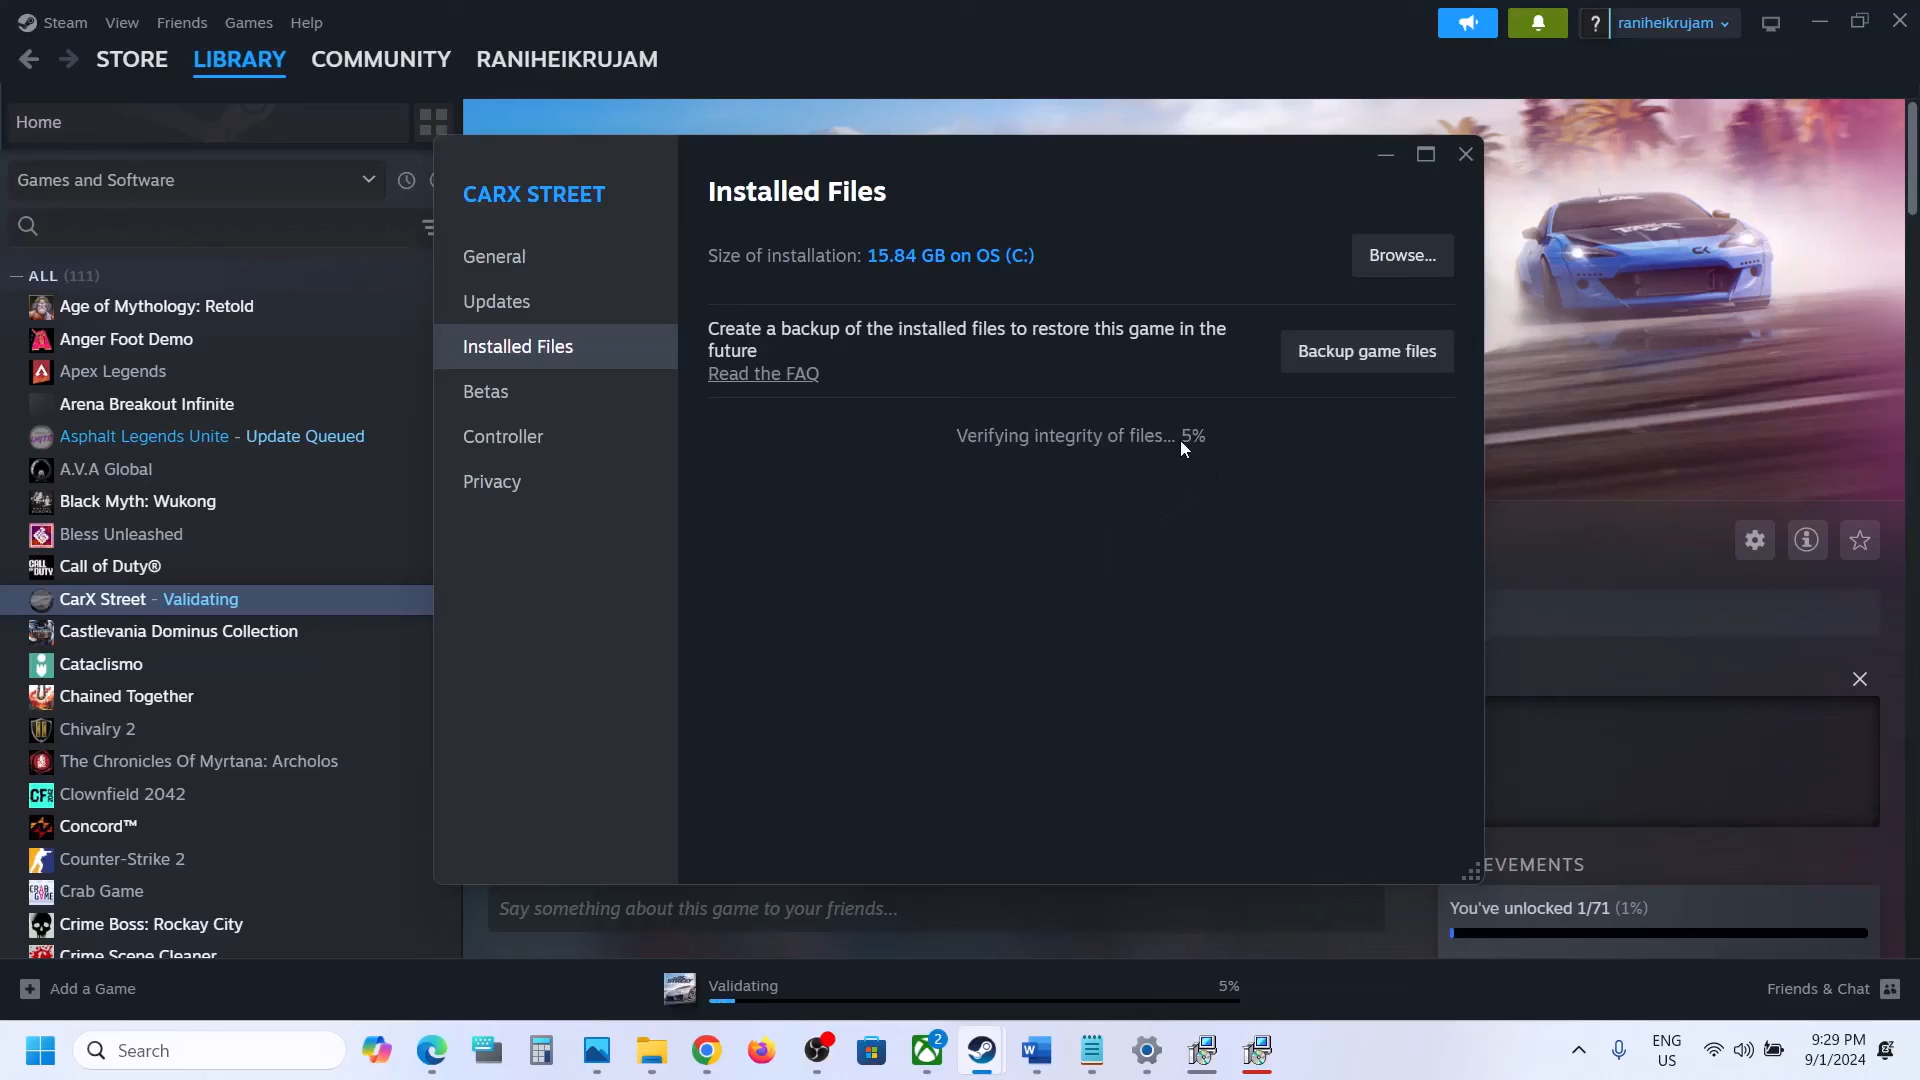 Steam View Friends Games Help
raniheikrujam
STORE LIBRARY COMMUNITY RANIHEIKRUJAM
Home
Games and Software
ALL (111)
Age of Mythology: Retold
Anger Foot Demo
Apex Legends
Arena Breakout Infinite
Asphalt Legends Unite - Update Queued
A.V.A Global
Black Myth: Wukong
Bless Unleashed
Call of Duty®
CarX Street - Validating
Castlevania Dominus Collection
Cataclismo
Chained Together
Chivalry 2
The Chronicles Of Myrtana: Archolos
Clownfield 2042
Concord™
Counter-Strike 2
Crab Game
Crime Boss: Rockay City
Crime Scene Cleaner
CARX STREET
General
Updates
Installed Files
Betas
Controller
Privacy
Installed Files
Size of installation: 15.84 GB on OS (C:)
Browse...
Create a backup of the installed files to restore this game in the
future
Read the FAQ
Backup game files
Verifying integrity of files... 5%
EVEMENTS
You've unlocked 1/71 (1%)
Say something about this game to your friends...
Add a Game
Validating 5%
Friends & Chat
Search
2
ENG
US
9:29 PM
9/1/2024